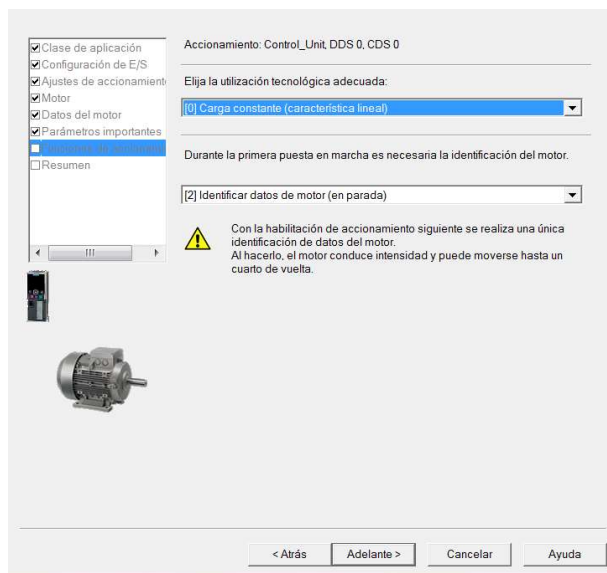 Clase de aplicación
Configuración de E/S
Ajustes de accionamient
Motor
Datos del motor
Parámetros importantes
Resumen
Accionamiento: Control_Unit, DDS 0, CDS 0
Elija la utilización tecnológica adecuada:
[0] Carga constante (característica lineal)
Durante la primera puesta en marcha es necesaria la identificación del motor.
[2] Identificar datos de motor (en parada)
Con la habilitación de accionamiento siguiente se realiza una única
identificación de datos del motor.
Al hacerlo, el motor conduce intensidad y puede moverse hasta un
cuarto de vuelta.
< Atrás
Adelante >
Cancelar
Ayuda